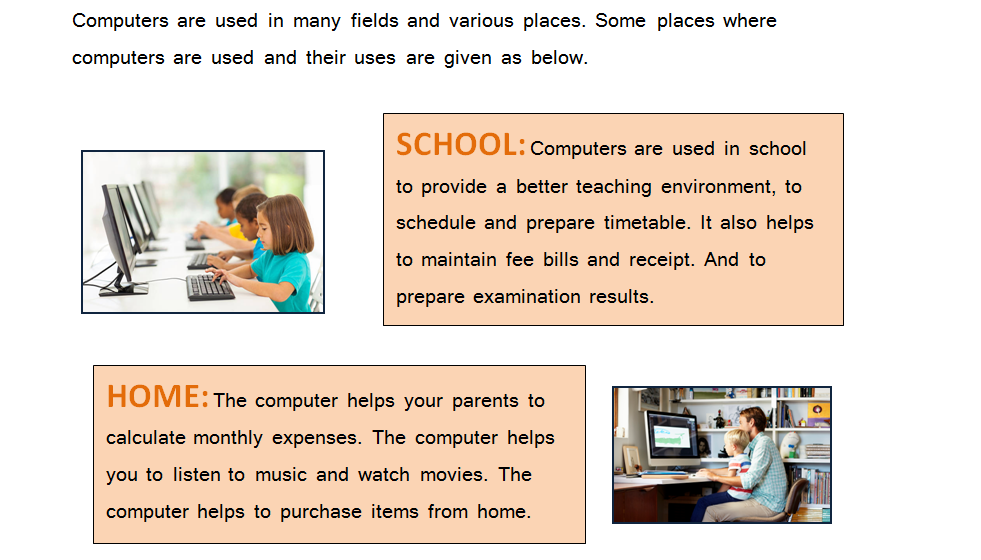 Computers are used in many fields and various places. Some places where
computers are used and their uses are given as below.
SCHOOL: Computers are used in school
to provide a better teaching environment, to
schedule and prepare timetable. It also helps
to maintain fee bills and receipt. And to
prepare examination results.
HOME: The computer helps your parents to
calculate monthly expenses. The computer helps
you to listen to music and watch movies. The
computer helps to purchase items from home.